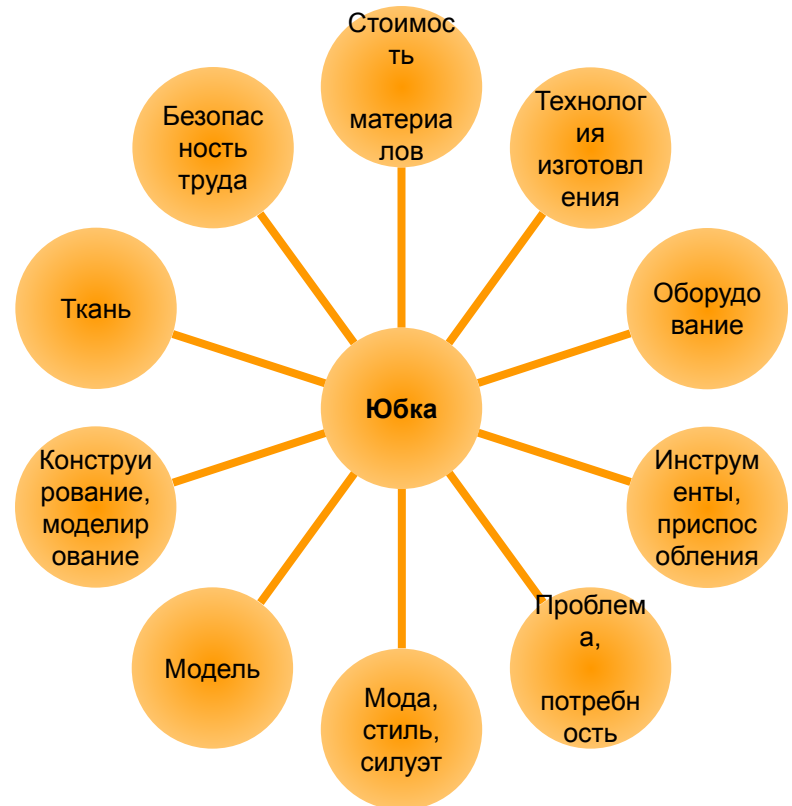 Стоимос
ть
материа
лов
Технолог
ия
изготовл
ения
Оборудо
вание
Инструм
енты,
приспос
обления
Проблем
а,
потребн
ость
Мода,
стиль,
силуэт
Модель
Конструи
рование,
моделир
ование
Ткань
Безопас
ность
труда
Юбка